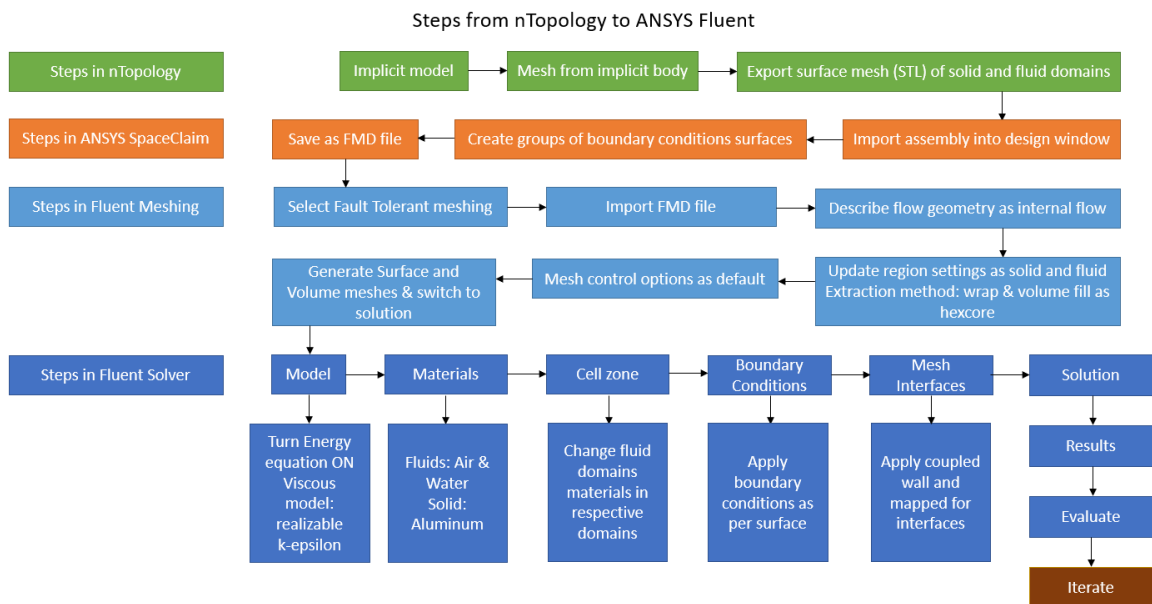 Steps from nTopology to ANSYS Fluent
Steps in nTopology
Implicit model
Mesh from implicit body
Export surface mesh (STL) of solid and fluid domains
Steps in ANSYS SpaceClaim
Save as FMD file
Create groups of boundary conditions surfaces
Import assembly into design window
Steps in Fluent Meshing
Select Fault Tolerant meshing
Import FMD file
Describe flow geometry as internal flow
Generate Surface and
Volume meshes & switch to
solution
Mesh control options as default
Update region settings as solid and fluid
Extraction method: wrap & volume fill as
hexcore
Steps in Fluent Solver
Model
Materials
Cell zone
Boundary
Conditions
Mesh
Interfaces
Solution
Turn Energy
equation ON
Viscous
model:
realizable
k-epsilon
Fluids: Air &
Water
Solid:
Aluminum
Change fluid
domains
materials in
respective
domains
Apply
boundary
conditions as
per surface
Apply coupled
wall and
mapped for
interfaces
Results
Evaluate
Iterate